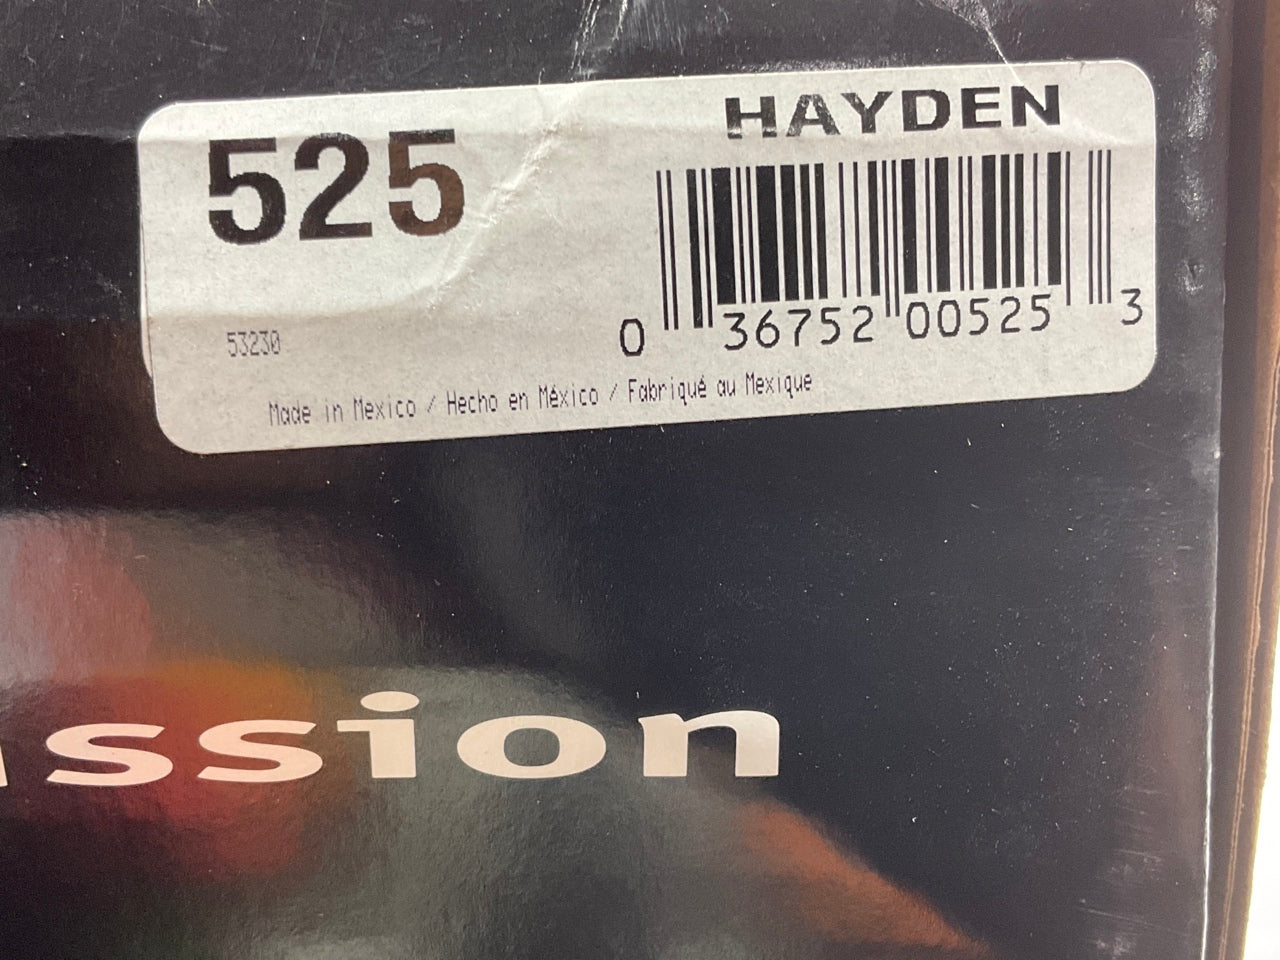 HAYDEN
525
0 36752 00525 3
53230
Made in Mexico / Hecho en México / Fabriqué au Mexique
ssion